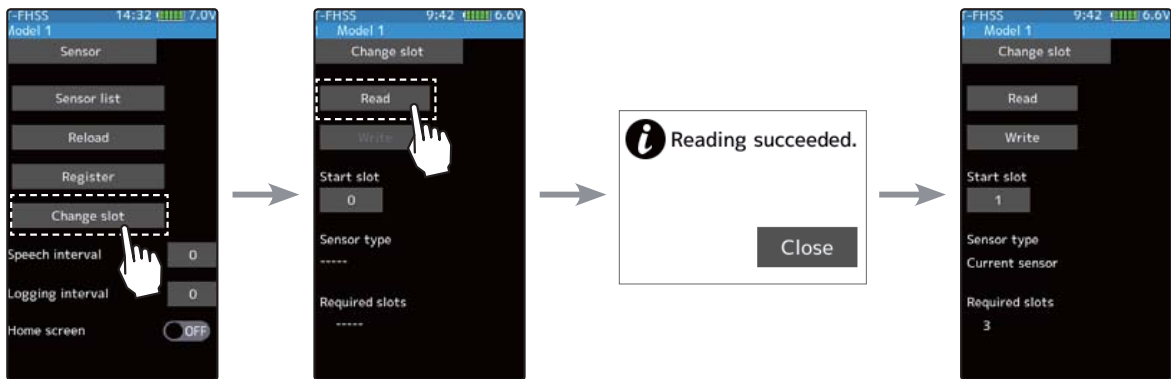 T-FHSS 14:32 7.0V
Model 1
Sensor
Sensor list
Reload
Register
Change slot
Speech interval 0
Logging interval 0
Home screen OFF
T-FHSS 9:42 6.6V
Model 1
Change slot
Read
Write
Start slot
0
Sensor type
-----
Required slots
-----
Reading succeeded.
Close
T-FHSS 9:42 6.6V
Model 1
Change slot
Read
Write
Start slot
1
Sensor type
Current sensor
Required slots
3